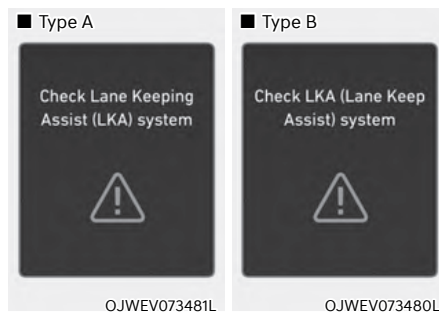 ■ Type A
Check Lane Keeping
Assist (LKA) system
OJWEV073481L
■ Type B
Check LKA (Lane Keep
Assist) system
OJWEV073480L